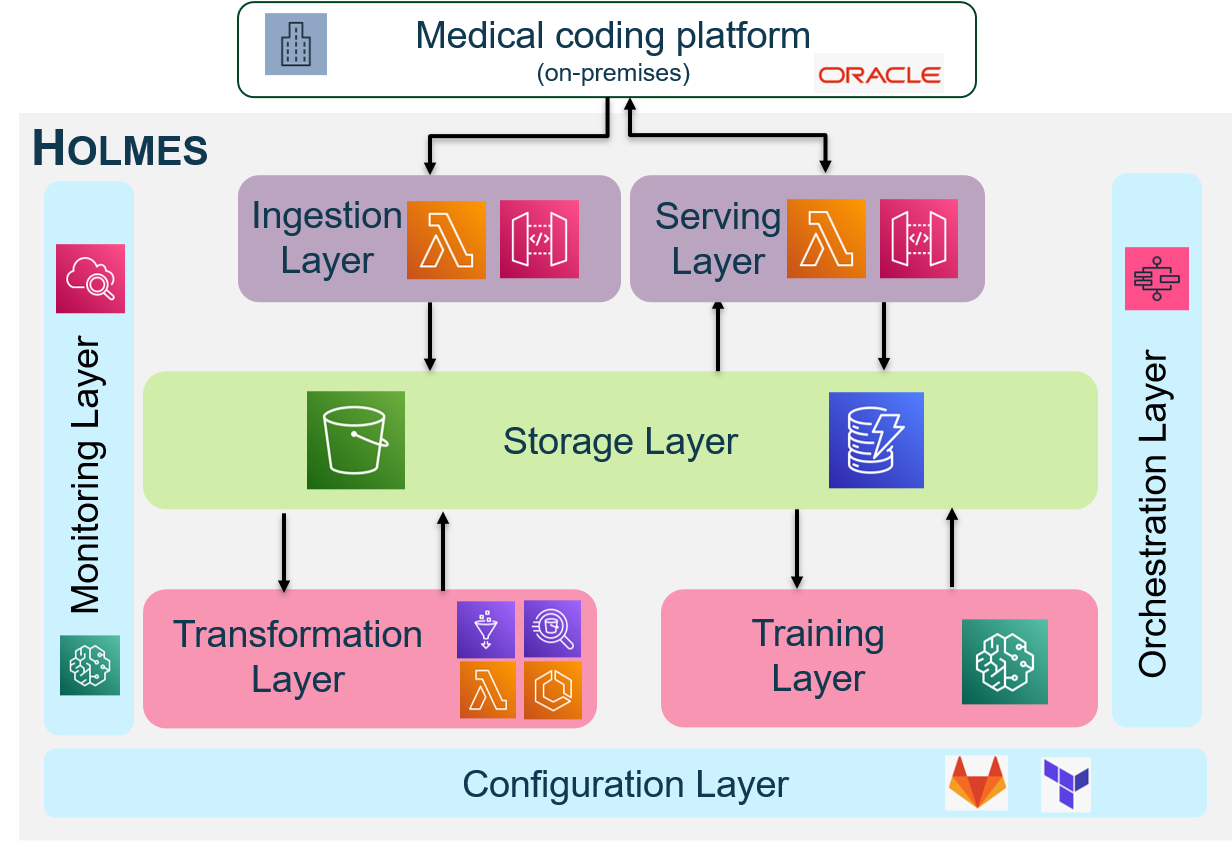 Medical coding platform
(on-premises)
ORACLE
HOLMES
Ingestion
Layer
</>
Serving
Layer
</>
Monitoring Layer
Orchestration Layer
Storage Layer
Transformation
Layer
Training
Layer
Configuration Layer